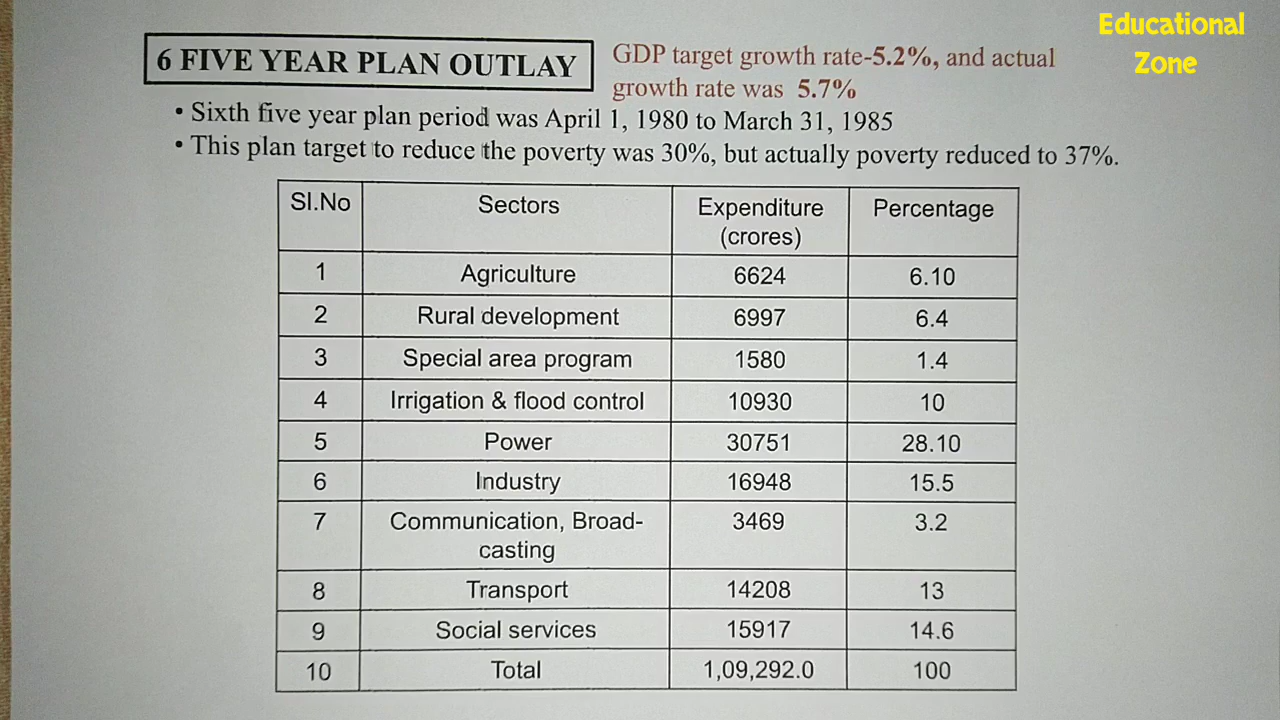 Educational
Zone
6 FIVE YEAR PLAN OUTLAY
GDP target growth rate-5.2%, and actual
growth rate was 5.7%
• Sixth five year plan period was April 1, 1980 to March 31, 1985
• This plan target to reduce the poverty was 30%, but actually poverty reduced to 37%.
Sl.No Sectors Expenditure (crores) Percentage
1 Agriculture 6624 6.10
2 Rural development 6997 6.4
3 Special area program 1580 1.4
4 Irrigation & flood control 10930 10
5 Power 30751 28.10
6 Industry 16948 15.5
7 Communication, Broad- 3469 3.2
casting
8 Transport 14208 13
9 Social services 15917 14.6
10 Total 1,09,292.0 100